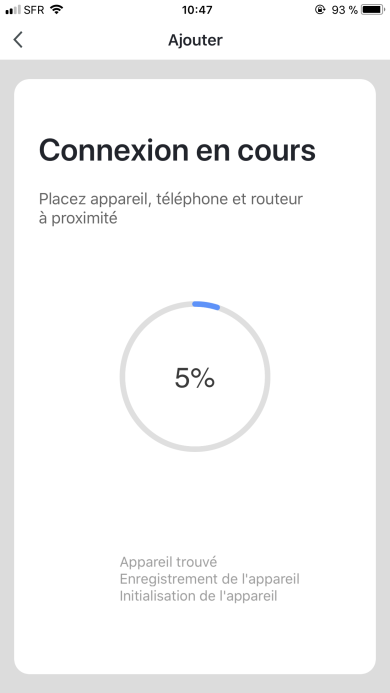 SFR 10:47 93 %
Ajouter
Connexion en cours
Placez appareil, téléphone et routeur
à proximité
5%
Appareil trouvé
Enregistrement de l'appareil
Initialisation de l'appareil